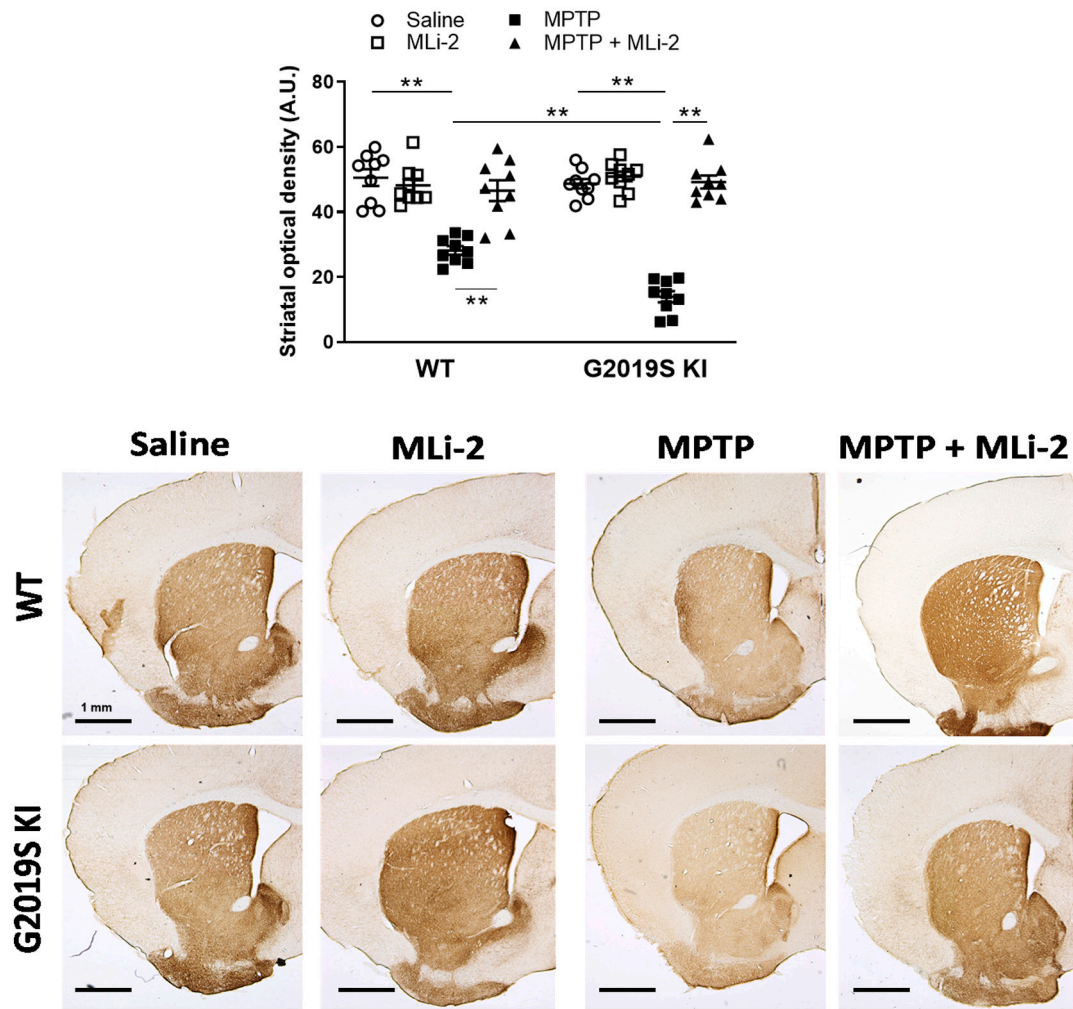 Saline MPTP
MLi-2 MPTP + MLi-2
Striatal optical density (A.U.)
80
60
40
20
0
** ** ** ** **
WT G2019S KI
Saline MLi-2 MPTP MPTP + MLi-2
WT
1 mm
G2019S KI